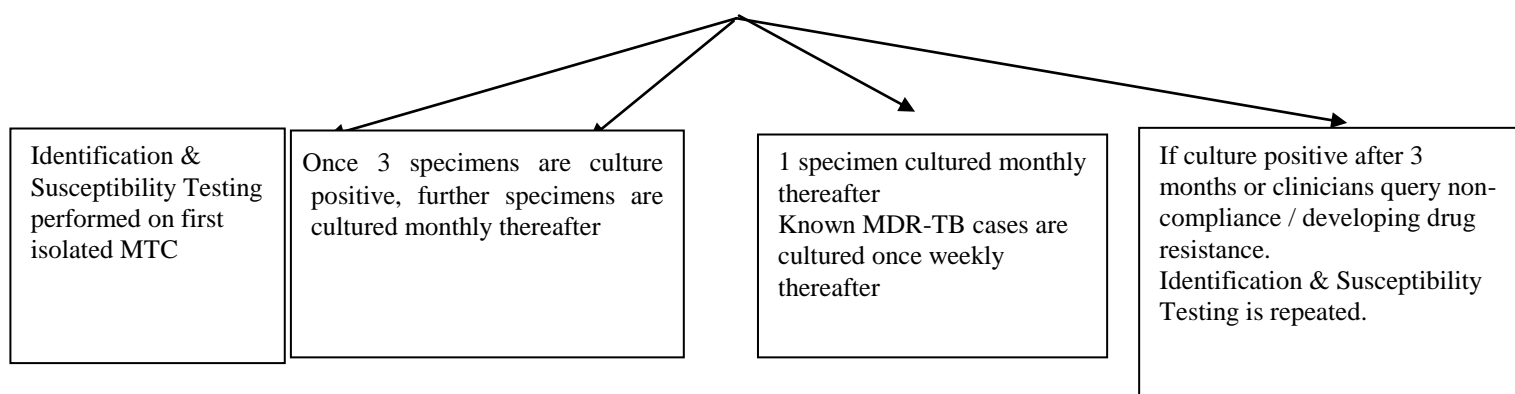 Identification &
Susceptibility Testing
performed on first
isolated MTC
Once 3 specimens are culture
positive, further specimens are
cultured monthly thereafter
1 specimen cultured monthly
thereafter
Known MDR-TB cases are
cultured once weekly
thereafter
If culture positive after 3
months or clinicians query non-
compliance / developing drug
resistance.
Identification & Susceptibility
Testing is repeated.